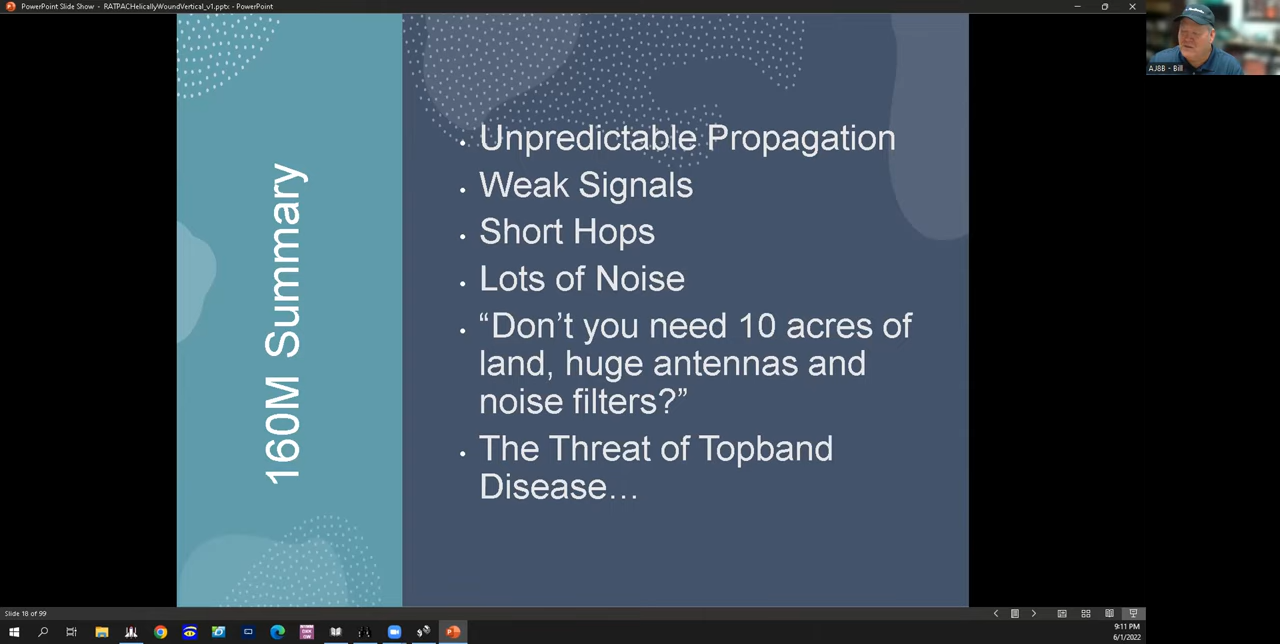 PowerPoint Slide Show - RATPACHelicallyWoundVertical_v1.pptx - PowerPoint
AJ8B - Bill
160M Summary
• Unpredictable Propagation
• Weak Signals
• Short Hops
• Lots of Noise
• “Don’t you need 10 acres of
land, huge antennas and
noise filters?”
• The Threat of Topband
Disease…
Slide 18 of 99
9:11 PM
6/1/2022